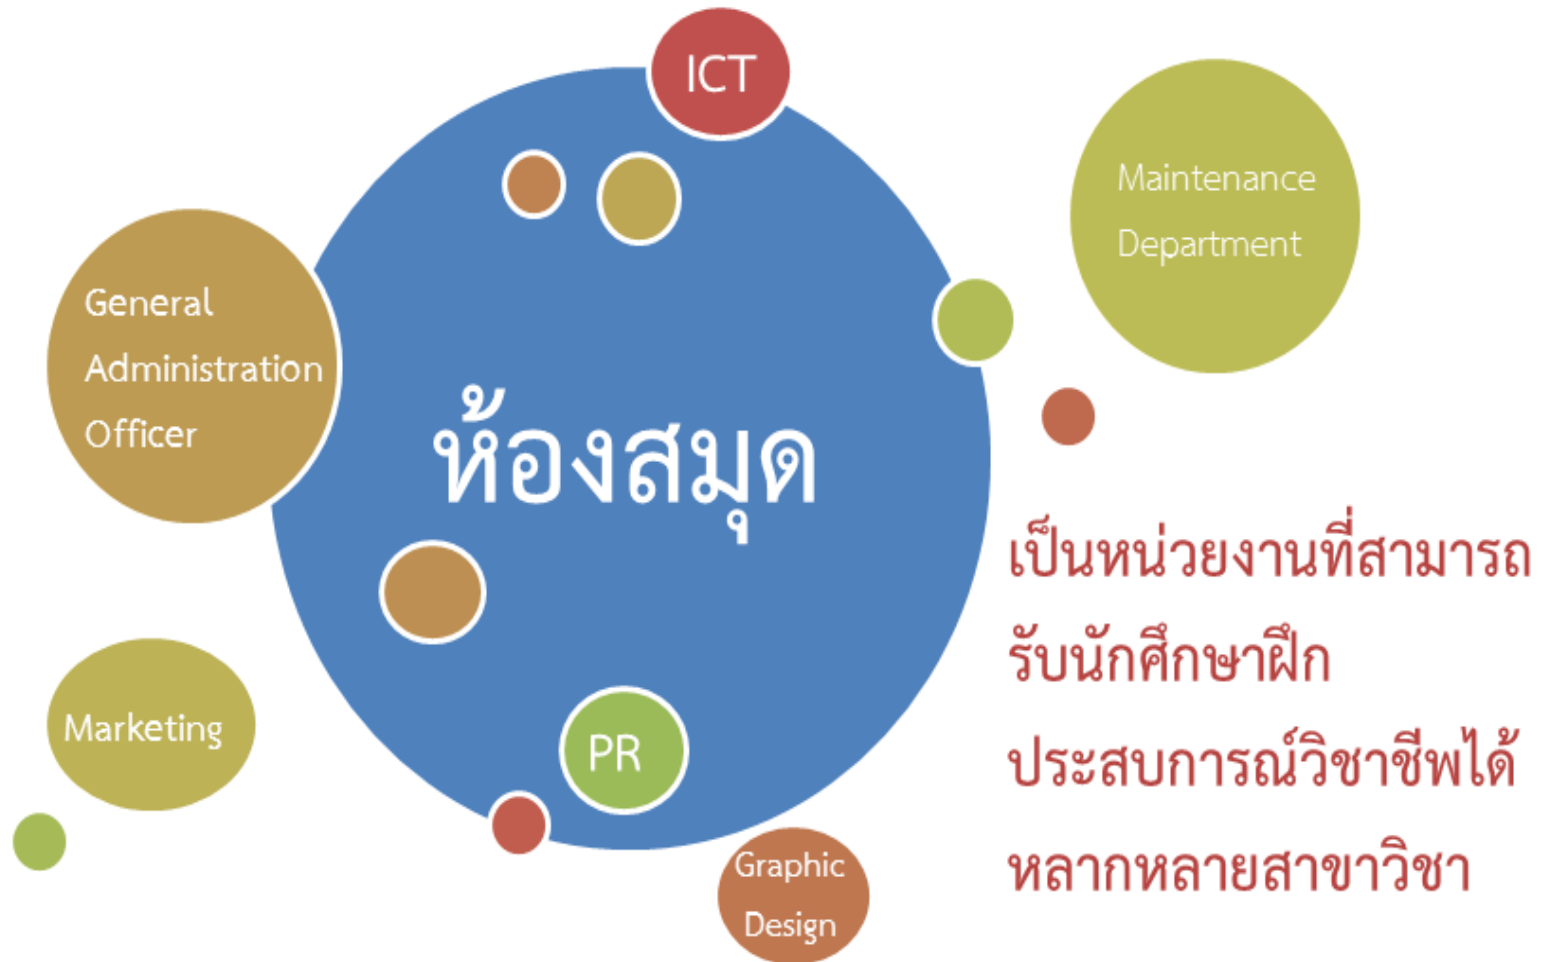 ICT
Maintenance
Department
General
Administration
Officer
ห้องสมุด
เป็นหน่วยงานที่สามารถ
รับนักศึกษาฝึก
ประสบการณ์วิชาชีพได้
หลากหลายสาขาวิชา
Marketing
PR
Graphic
Design